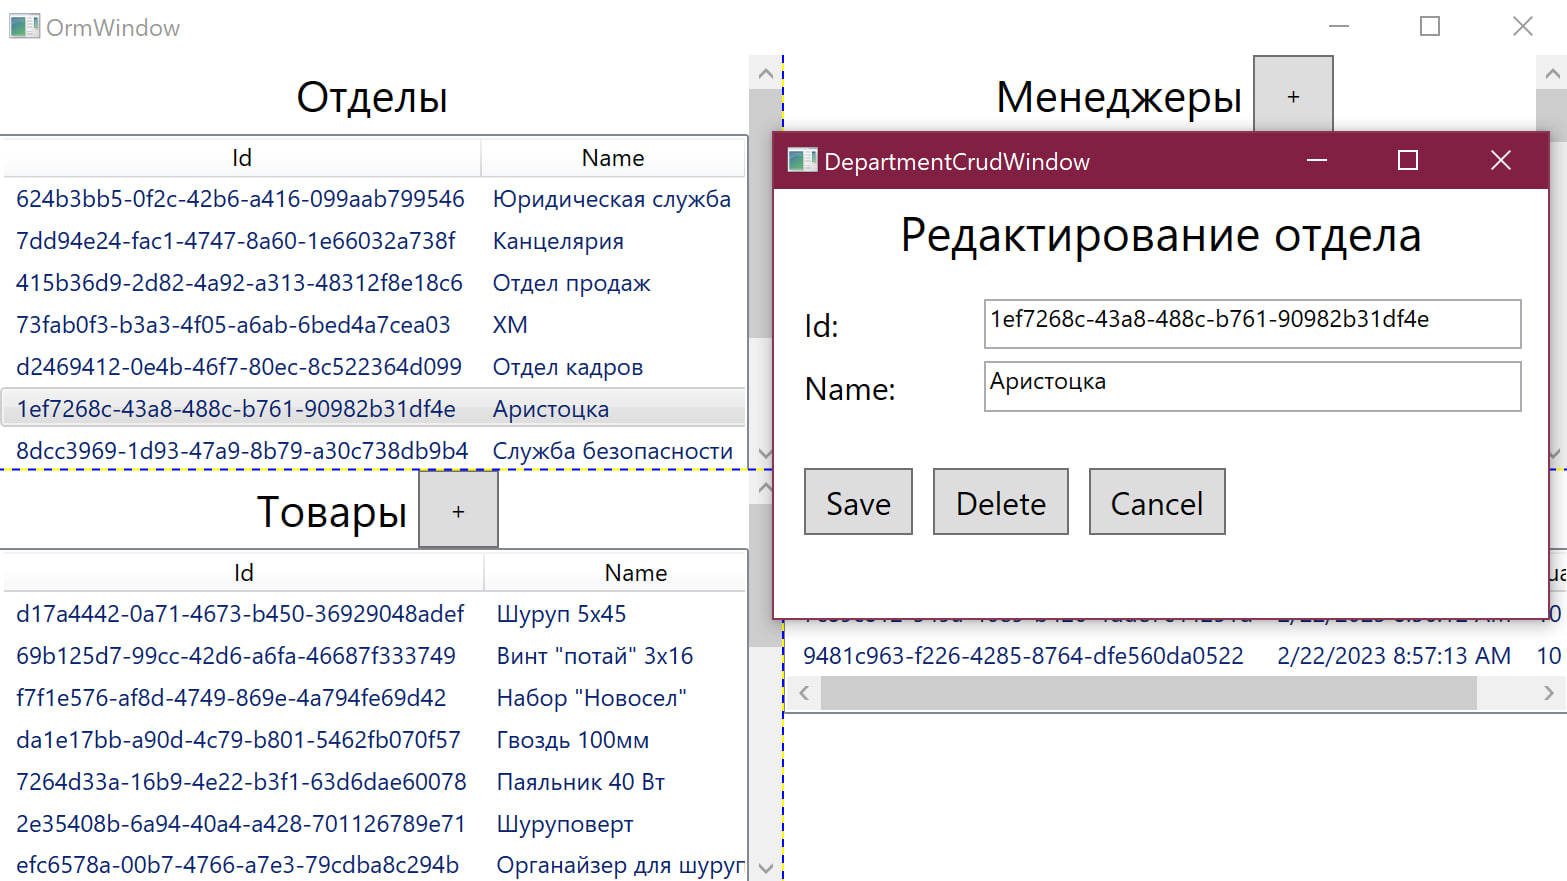 OrmWindow
Отделы
Id Name
624b3bb5-0f2c-42b6-a416-099aab799546 Юридическая служба
7dd94e24-fac1-4747-8a60-1e66032a738f Канцелярия
415b36d9-2d82-4a92-a313-48312f8e18c6 Отдел продаж
73fab0f3-b3a3-4f05-a6ab-6bed4a7cea03 ХМ
d2469412-0e4b-46f7-80ec-8c522364d099 Отдел кадров
1ef7268c-43a8-488c-b761-90982b31df4e Аристоцка
8dcc3969-1d93-47a9-8b79-a30c738db9b4 Служба безопасности
Менеджеры +
DepartmentCrudWindow
Редактирование отдела
Id: 1ef7268c-43a8-488c-b761-90982b31df4e
Name: Аристоцка
Save Delete Cancel
Товары +
Id Name
d17a4442-0a71-4673-b450-36929048adef Шуруп 5х45
69b125d7-99cc-42d6-a6fa-46687f333749 Винт "потай" 3х16
f7f1e576-af8d-4749-869e-4a794fe69d42 Набор "Новосел"
da1e17bb-a90d-4c79-b801-5462fb070f57 Гвоздь 100мм
7264d33a-16b9-4e22-b3f1-63d6dae60078 Паяльник 40 Вт
2e35408b-6a94-40a4-a428-701126789e71 Шуруповерт
efc6578a-00b7-4766-a7e3-79cdba8c294b Органайзер для шуруп
9481c963-f226-4285-8764-dfe560da0522 2/22/2023 8:57:13 AM 10